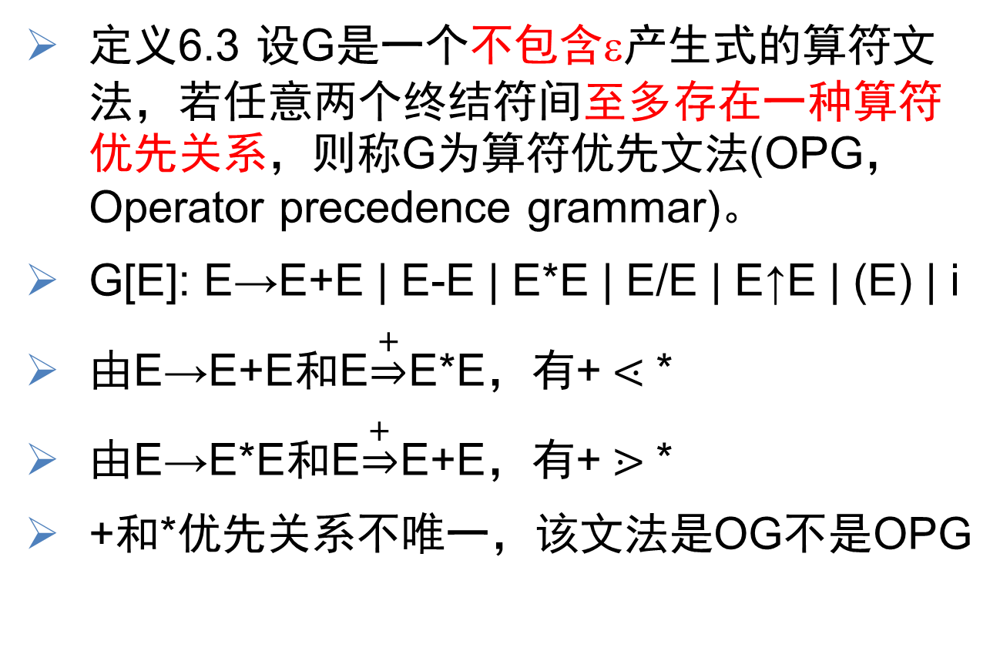 ➢ 定义6.3 设G是一个不包含ε产生式的算符文
法，若任意两个终结符间至多存在一种算符
优先关系，则称G为算符优先文法(OPG，
Operator precedence grammar)。
➢ G[E]: E→E+E | E-E | E*E | E/E | E↑E | (E) | i
➢ 由E→E+E和E⇒⁺E*E，有+ ⋖ *
➢ 由E→E*E和E⇒⁺E+E，有+ ⋗ *
➢ +和*优先关系不唯一，该文法是OG不是OPG